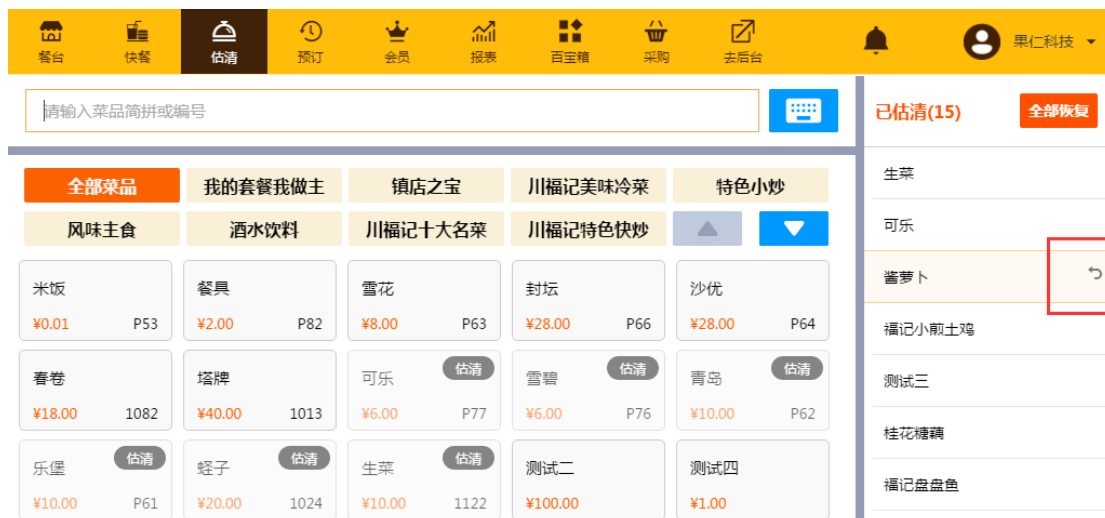 餐台 快餐 估清 预订 会员 报表 百宝箱 采购 去后台 果仁科技
请输入菜品简拼或编号
已估清(15) 全部恢复
全部菜品 我的套餐我做主 镇店之宝 川福记美味冷菜 特色小炒
风味主食 酒水饮料 川福记十大名菜 川福记特色快炒
米饭 餐具 雪花 封坛 沙优
¥0.01 P53 ¥2.00 P82 ¥8.00 P63 ¥28.00 P66 ¥28.00 P64
春卷 塔牌 可乐 估清 雪碧 估清 青岛 估清
¥18.00 1082 ¥40.00 1013 ¥6.00 P77 ¥6.00 P76 ¥10.00 P62
乐堡 估清 蛏子 估清 生菜 估清 测试二 测试四
¥10.00 P61 ¥20.00 1024 ¥10.00 1122 ¥100.00 ¥1.00
生菜
可乐
酱萝卜
福记小煎土鸡
测试三
桂花糖藕
福记盘盘鱼